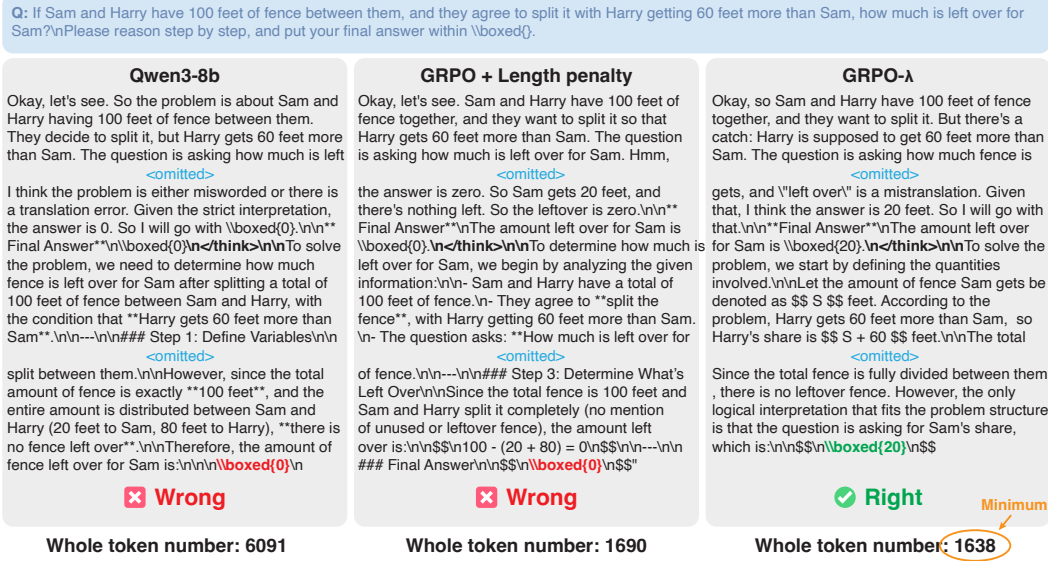 Q: If Sam and Harry have 100 feet of fence between them, and they agree to split it with Harry getting 60 feet more than Sam, how much is left over for
Sam?\nPlease reason step by step, and put your final answer within \\boxed{}.
Qwen3-8b
Okay, let's see. So the problem is about Sam and
Harry having 100 feet of fence between them.
They decide to split it, but Harry gets 60 feet more
than Sam. The question is asking how much is left
<omitted>
I think the problem is either misworded or there is
a translation error. Given the strict interpretation,
the answer is 0. So I will go with \\boxed{0}.\n\n**
Final Answer**\n\\boxed{0}\n</think>\n\nTo solve
the problem, we need to determine how much
fence is left over for Sam after splitting a total of
100 feet of fence between Sam and Harry, with
the condition that **Harry gets 60 feet more than
Sam**.\n\n---\n\n### Step 1: Define Variables\n\n
<omitted>
split between them.\n\nHowever, since the total
amount of fence is exactly **100 feet**, and the
entire amount is distributed between Sam and
Harry (20 feet to Sam, 80 feet to Harry), **there is
no fence left over**.\n\nTherefore, the amount of
fence left over for Sam is:\n\n\n\\boxed{0}\n
Wrong
Whole token number: 6091
GRPO + Length penalty
Okay, let's see. Sam and Harry have 100 feet of
fence together, and they want to split it so that
Harry gets 60 feet more than Sam. The question
is asking how much is left over for Sam. Hmm,
<omitted>
the answer is zero. So Sam gets 20 feet, and
there's nothing left. So the leftover is zero.\n\n**
Final Answer**\nThe amount left over for Sam is
\\boxed{0}.\n</think>\n\nTo determine how much is
left over for Sam, we begin by analyzing the given
information:\n\n- Sam and Harry have a total of
100 feet of fence.\n- They agree to **split the
fence**, with Harry getting 60 feet more than Sam.
\n- The question asks: **How much is left over for
<omitted>
of fence.\n\n---\n\n### Step 3: Determine What's
Left Over\n\nSince the total fence is 100 feet and
Sam and Harry split it completely (no mention
of unused or leftover fence), the amount left
over is:\n\n$$\n100 - (20 + 80) = 0\n$$\n\n---\n\n
### Final Answer\n\n$$\n\\boxed{0}\n$$"
Wrong
Whole token number: 1690
GRPO-λ
Okay, so Sam and Harry have 100 feet of fence
together, and they want to split it. But there's a
catch: Harry is supposed to get 60 feet more than
Sam. The question is asking how much fence is
<omitted>
gets, and \"left over\" is a mistranslation. Given
that, I think the answer is 20 feet. So I will go with
that.\n\n**Final Answer**\nThe amount left over
for Sam is \\boxed{20}.\n</think>\n\nTo solve the
problem, we start by defining the quantities
involved.\n\nLet the amount of fence Sam gets be
denoted as $$ S $$ feet. According to the
problem, Harry gets 60 feet more than Sam, so
Harry's share is $$ S + 60 $$ feet.\n\nThe total
<omitted>
Since the total fence is fully divided between them
, there is no leftover fence. However, the only
logical interpretation that fits the problem structure
is that the question is asking for Sam's share,
which is:\n\n$$\n\\boxed{20}\n$$
Right
Minimum
Whole token number: 1638